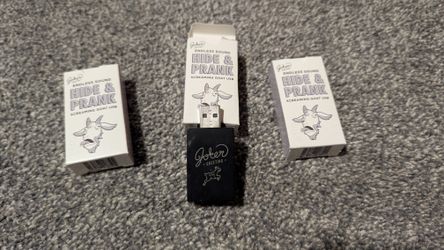 Joker
ENDLESS SOUND
HIDE &
PRANK
SCREAMING GOAT USB
Joker
ENDLESS SOUND
HIDE &
PRANK
SCREAMING GOAT USB
Joker
GREETING
Joker
ENDLESS SOUND
HIDE &
PRANK
SCREAMING GOAT USB